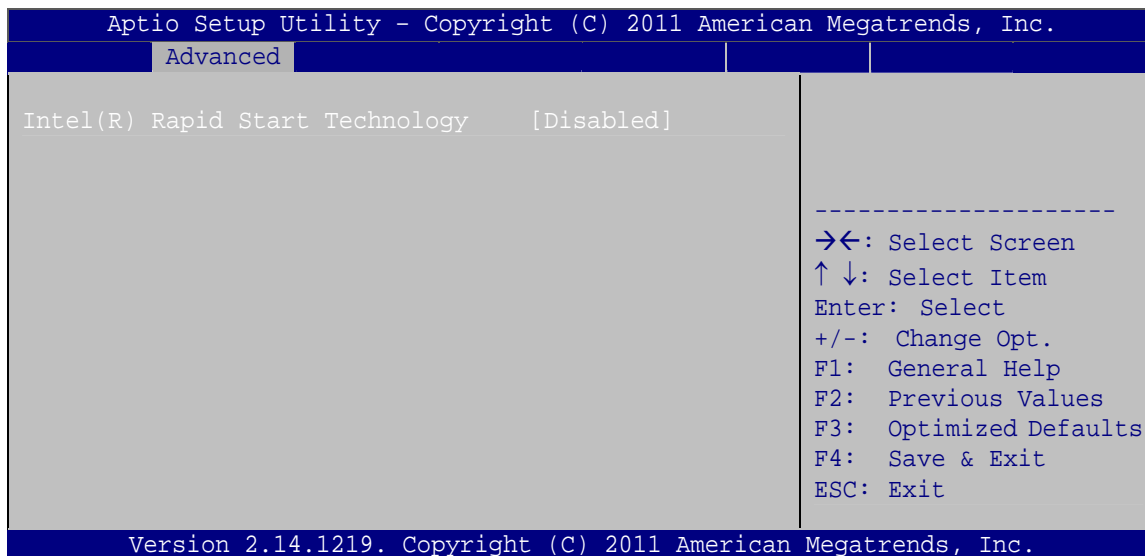 Aptio Setup Utility – Copyright (C) 2011 American Megatrends, Inc.
Advanced
Intel(R) Rapid Start Technology [Disabled]
----------------------
→←: Select Screen
↑ ↓: Select Item
Enter: Select
+/-: Change Opt.
F1: General Help
F2: Previous Values
F3: Optimized Defaults
F4: Save & Exit
ESC: Exit
Version 2.14.1219. Copyright (C) 2011 American Megatrends, Inc.